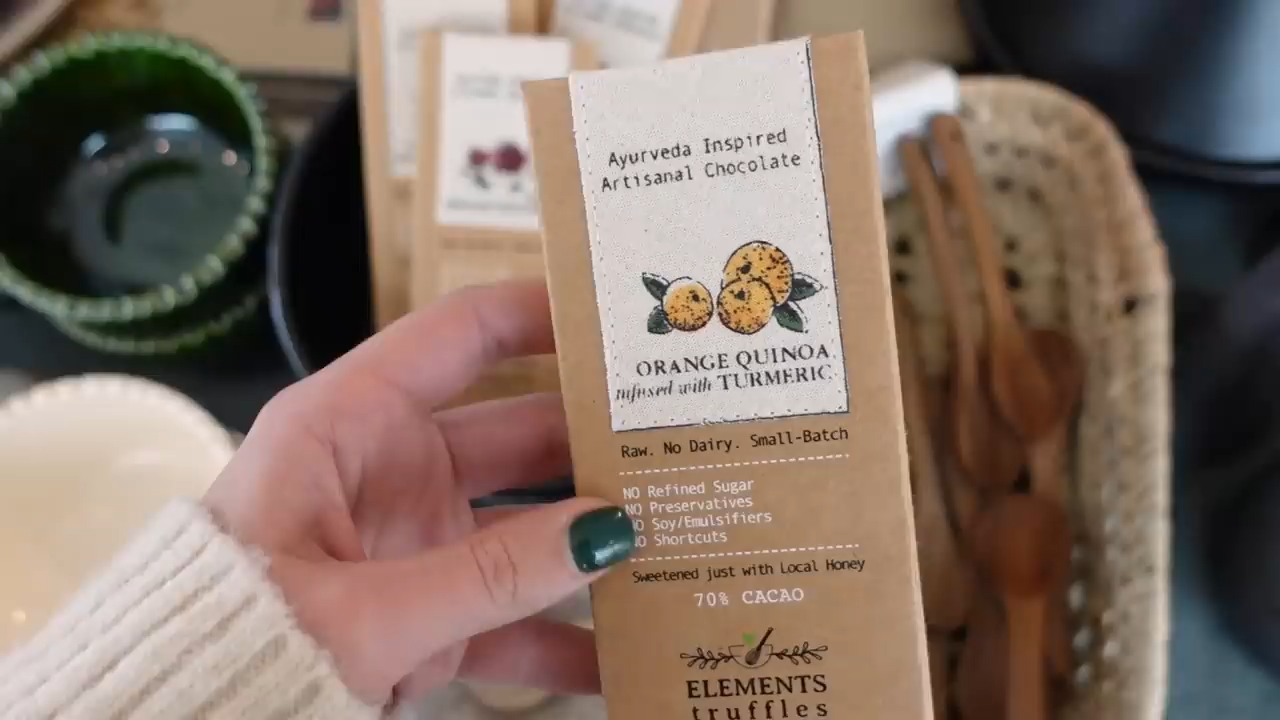 Ayurveda Inspired
Artisanal Chocolate
ORANGE QUINOA
infused with TURMERIC
Raw. No Dairy. Small-Batch
NO Refined Sugar
NO Preservatives
NO Soy/Emulsifiers
NO Shortcuts
Sweetened just with Local Honey
70% CACAO
ELEMENTS
truffles